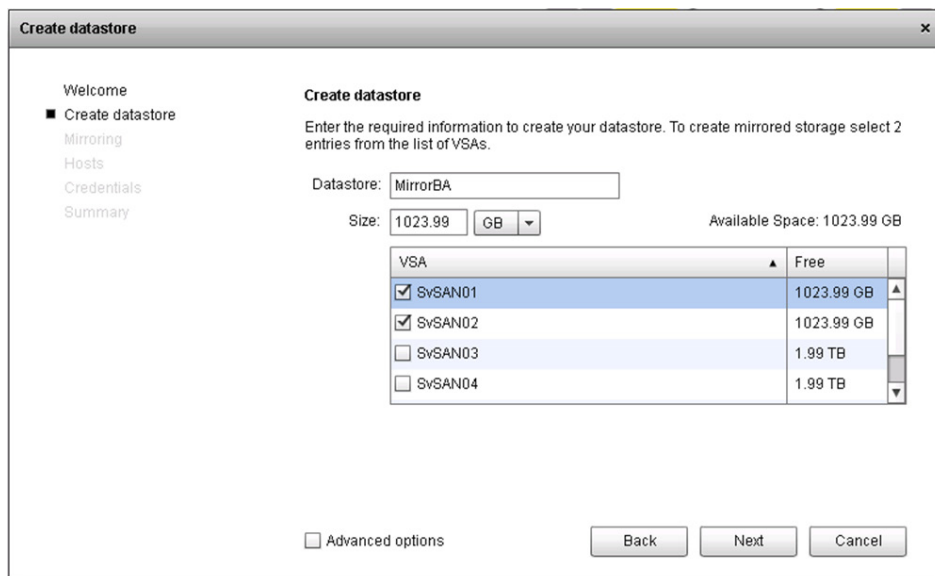 Create datastore
Welcome
Create datastore
Mirroring
Hosts
Credentials
Summary
Create datastore
Enter the required information to create your datastore. To create mirrored storage select 2
entries from the list of VSAs.
Datastore: MirrorBA
Size: 1023.99 GB Available Space: 1023.99 GB
VSA Free
SvSAN01 1023.99 GB
SvSAN02 1023.99 GB
SvSAN03 1.99 TB
SvSAN04 1.99 TB
Advanced options Back Next Cancel